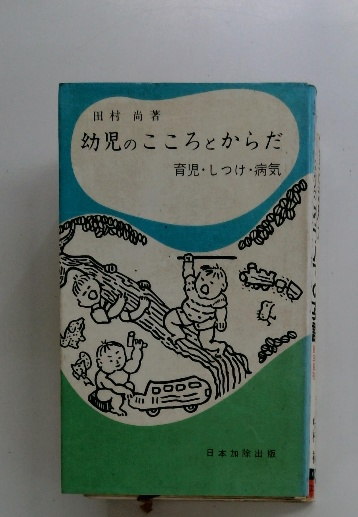 田村 尚著
幼児のこころとからだ
育児・しつけ・病気
日本加除出版